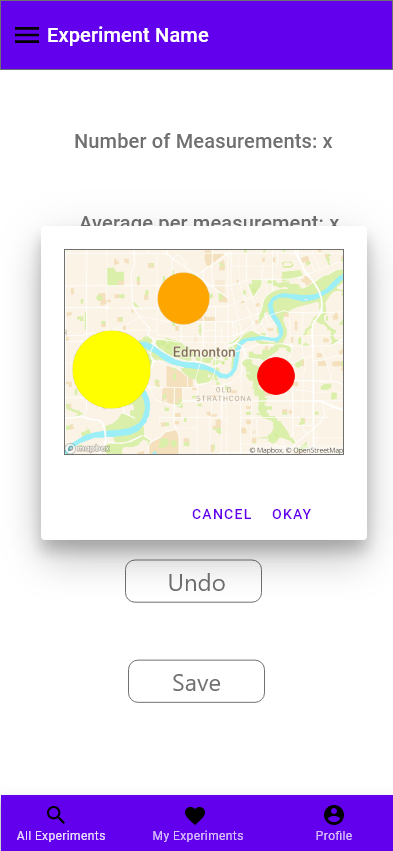 Experiment Name
Number of Measurements: x
Average per measurement: x
Edmonton
OLD
STRATHCONA
mapbox
© Mapbox, © OpenStreetMap
CANCEL OKAY
Undo
Save
All Experiments My Experiments Profile